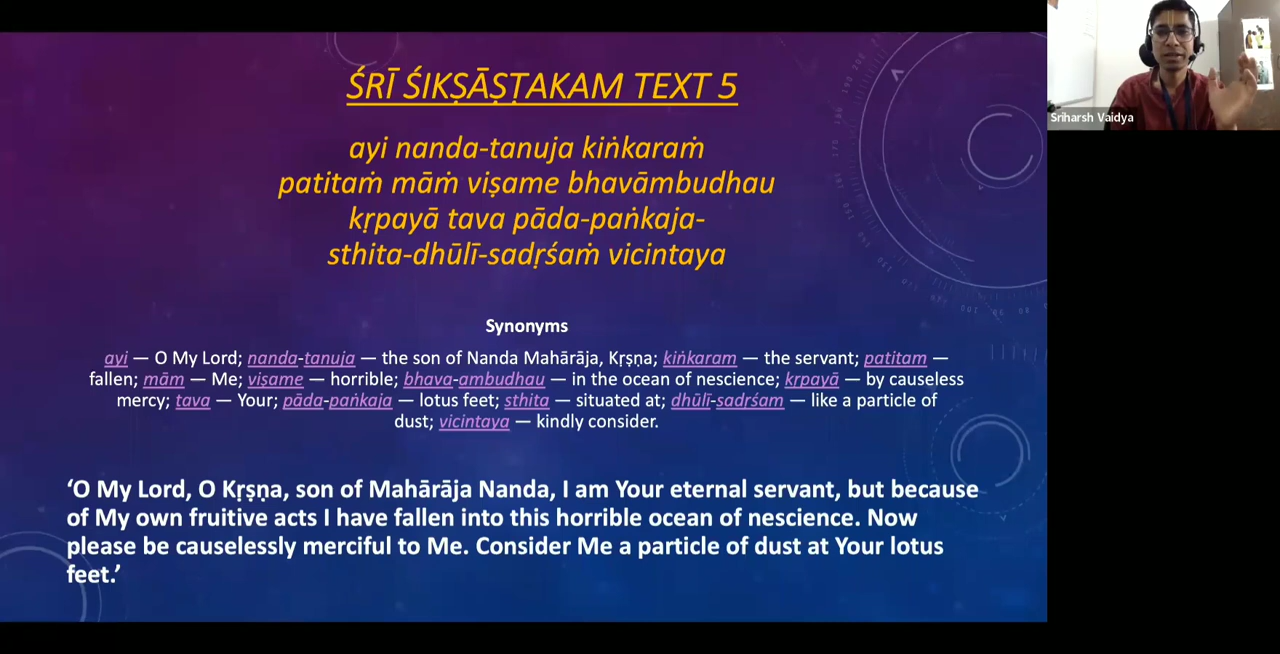 ŚRĪ ŚIKṢĀṢṬAKAM TEXT 5
ayi nanda-tanuja kiṅkaraṁ
patitaṁ māṁ viṣame bhavāmbudhau
kṛpayā tava pāda-paṅkaja-
sthita-dhūlī-sadṛśaṁ vicintaya
Synonyms
ayi — O My Lord; nanda-tanuja — the son of Nanda Mahārāja, Kṛṣṇa; kiṅkaram — the servant; patitam —
fallen; mām — Me; viṣame — horrible; bhava-ambudhau — in the ocean of nescience; kṛpayā — by causeless
mercy; tava — Your; pāda-paṅkaja — lotus feet; sthita — situated at; dhūlī-sadṛśam — like a particle of
dust; vicintaya — kindly consider.
‘O My Lord, O Kṛṣṇa, son of Mahārāja Nanda, I am Your eternal servant, but because
of My own fruitive acts I have fallen into this horrible ocean of nescience. Now
please be causelessly merciful to Me. Consider Me a particle of dust at Your lotus
feet.’
Sriharsh Vaidya